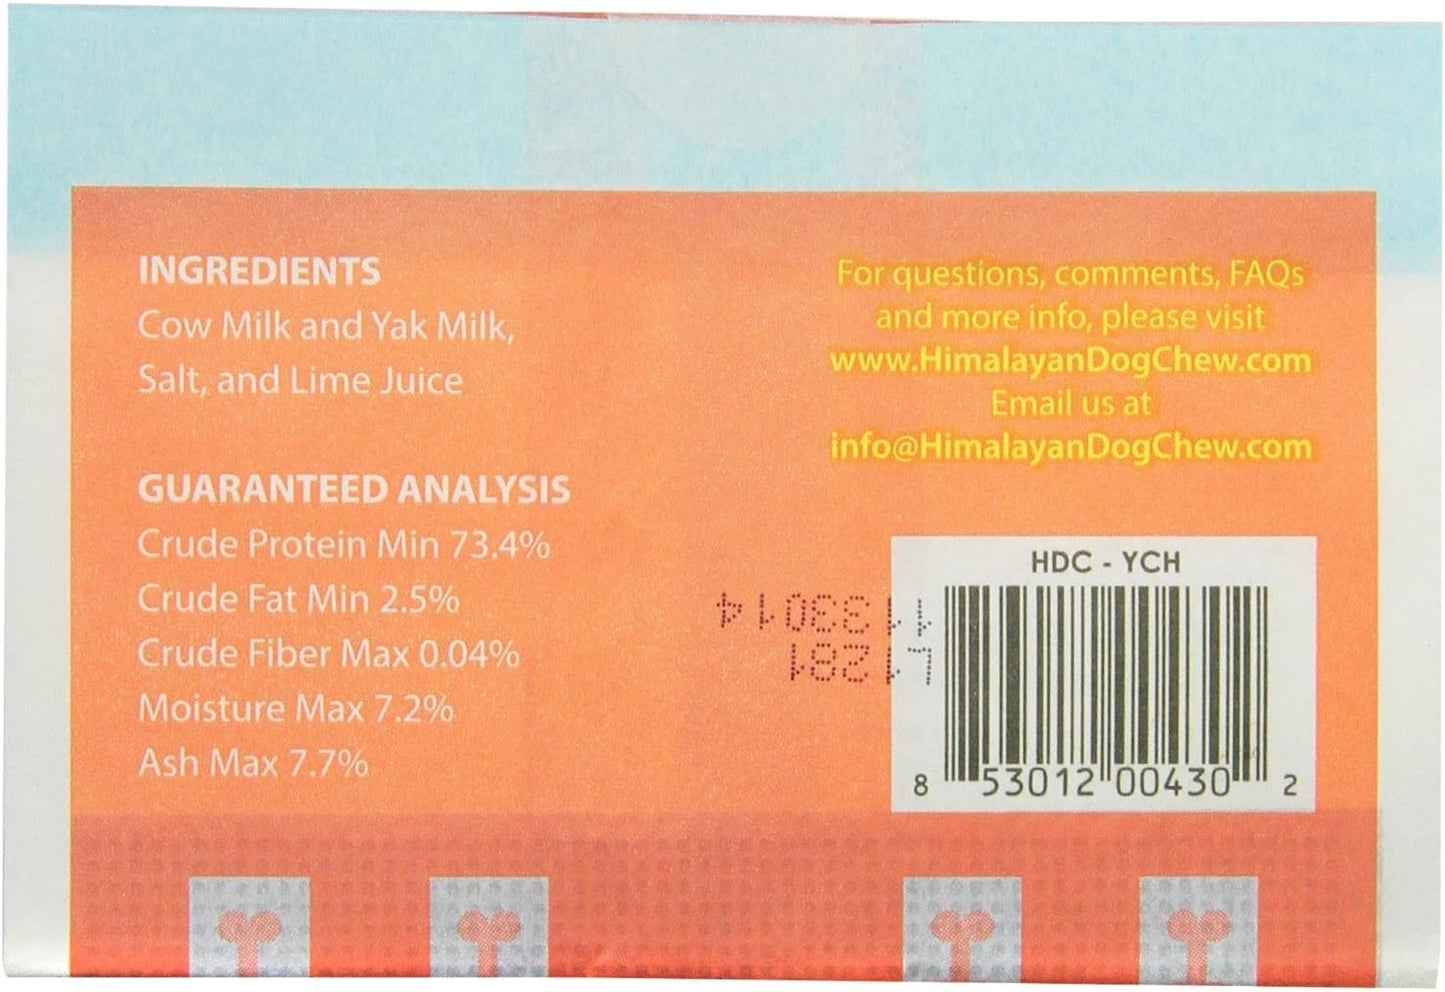 INGREDIENTS
Cow Milk and Yak Milk,
Salt, and Lime Juice
GUARANTEED ANALYSIS
Crude Protein Min 73.4%
Crude Fat Min 2.5%
Crude Fiber Max 0.04%
Moisture Max 7.2%
Ash Max 7.7%
For questions, comments, FAQs
and more info, please visit
www.HimalayanDogChew.com
Email us at
info@HimalayanDogChew.com
HDC - YCH
8 53012 00430 2